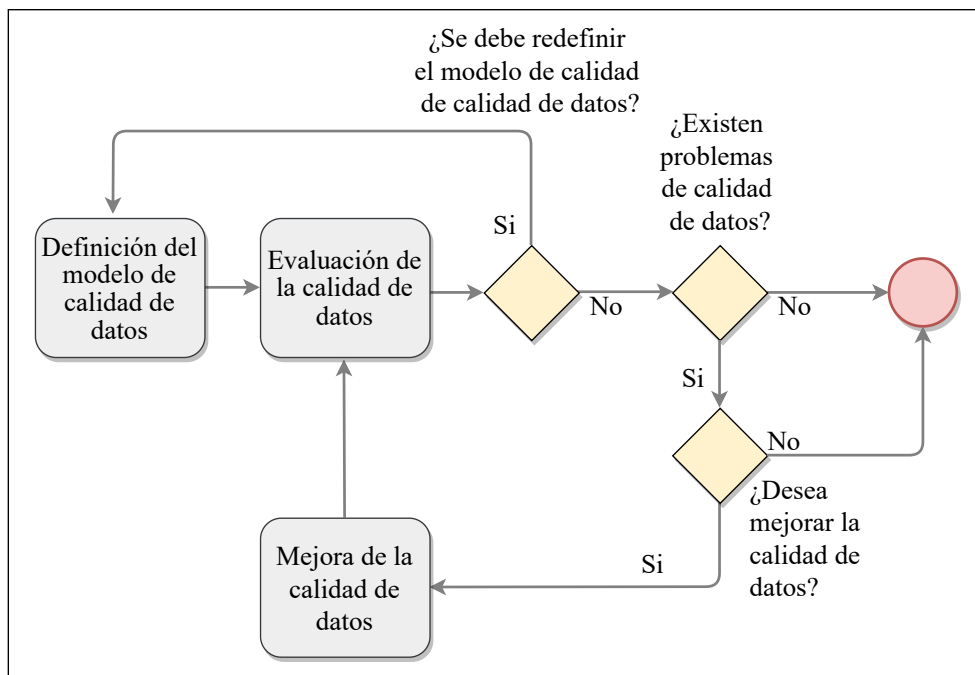 ¿Se debe redefinir
el modelo de calidad
de calidad de datos?
¿Existen
problemas
de calidad
de datos?
Si
Definición del
modelo de
calidad de
datos
Evaluación de
la calidad de
datos
No
No
Si
No
¿Desea
mejorar la
calidad de
datos?
Si
Mejora de la
calidad de
datos